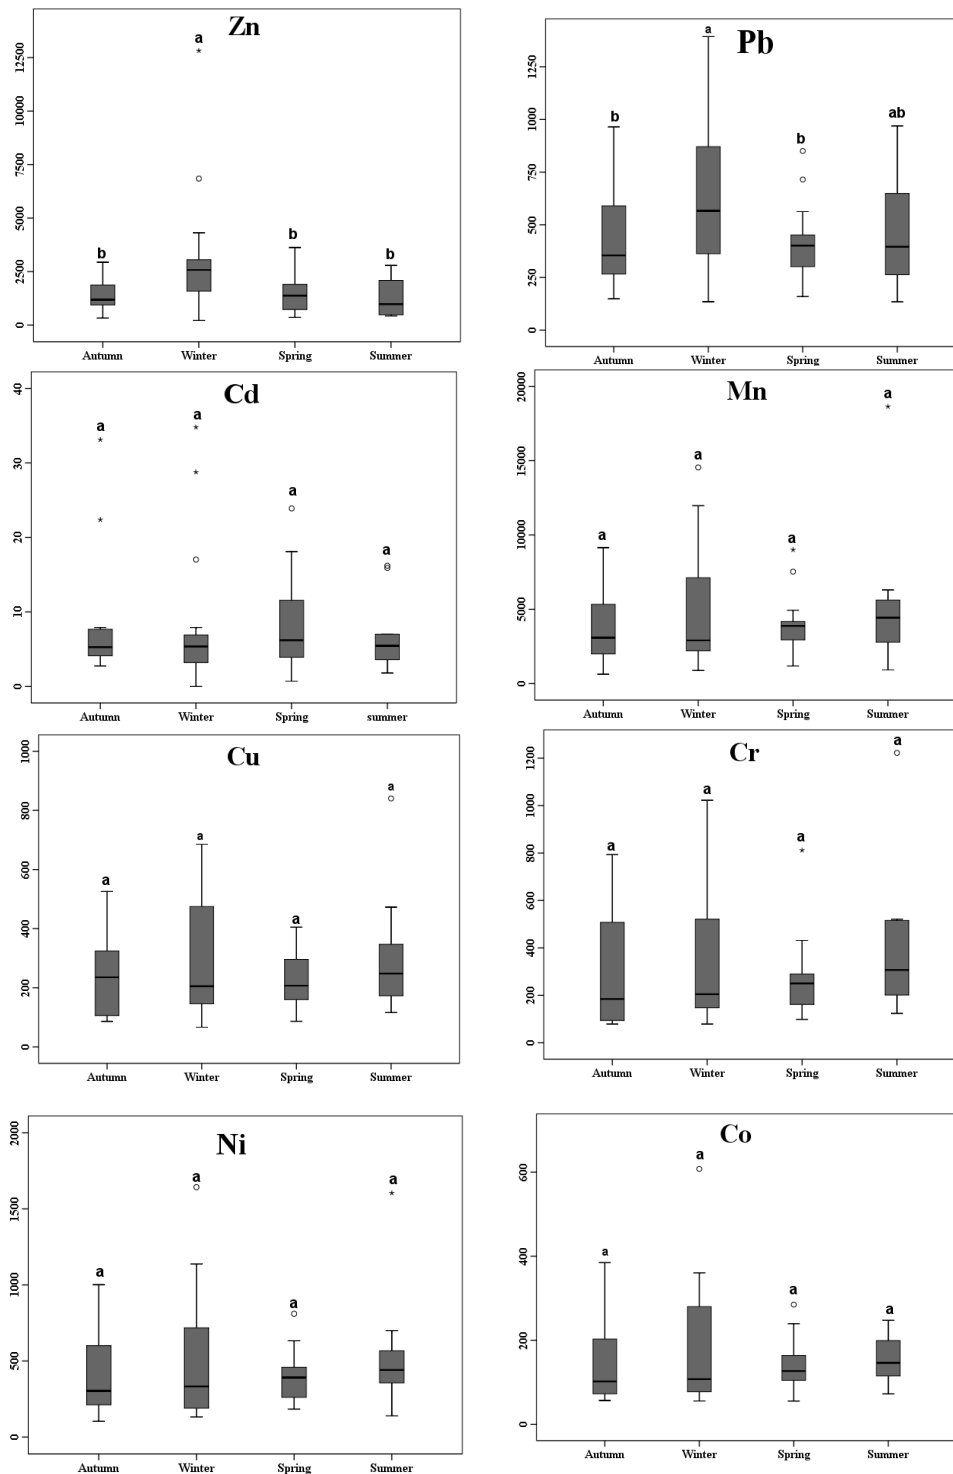 Zn
12500
10000
7500
5000
2500
0
b
a
b
b
Autumn Winter Spring Summer
Pb
1250
1000
750
500
250
0
b
a
b
ab
Autumn Winter Spring Summer
Cd
40
30
20
10
0
a
a
a
a
Autumn Winter Spring summer
Mn
20000
15000
10000
5000
0
a
a
a
a
Autumn Winter Spring Summer
Cu
1000
800
600
400
200
0
a
a
a
a
Autumn Winter Spring Summer
Cr
1200
1000
800
600
400
200
0
a
a
a
a
Autumn Winter Spring Summer
Ni
2000
1500
1000
500
0
a
a
a
a
Autumn Winter Spring Summer
Co
600
400
200
0
a
a
a
a
Autumn Winter Spring Summer